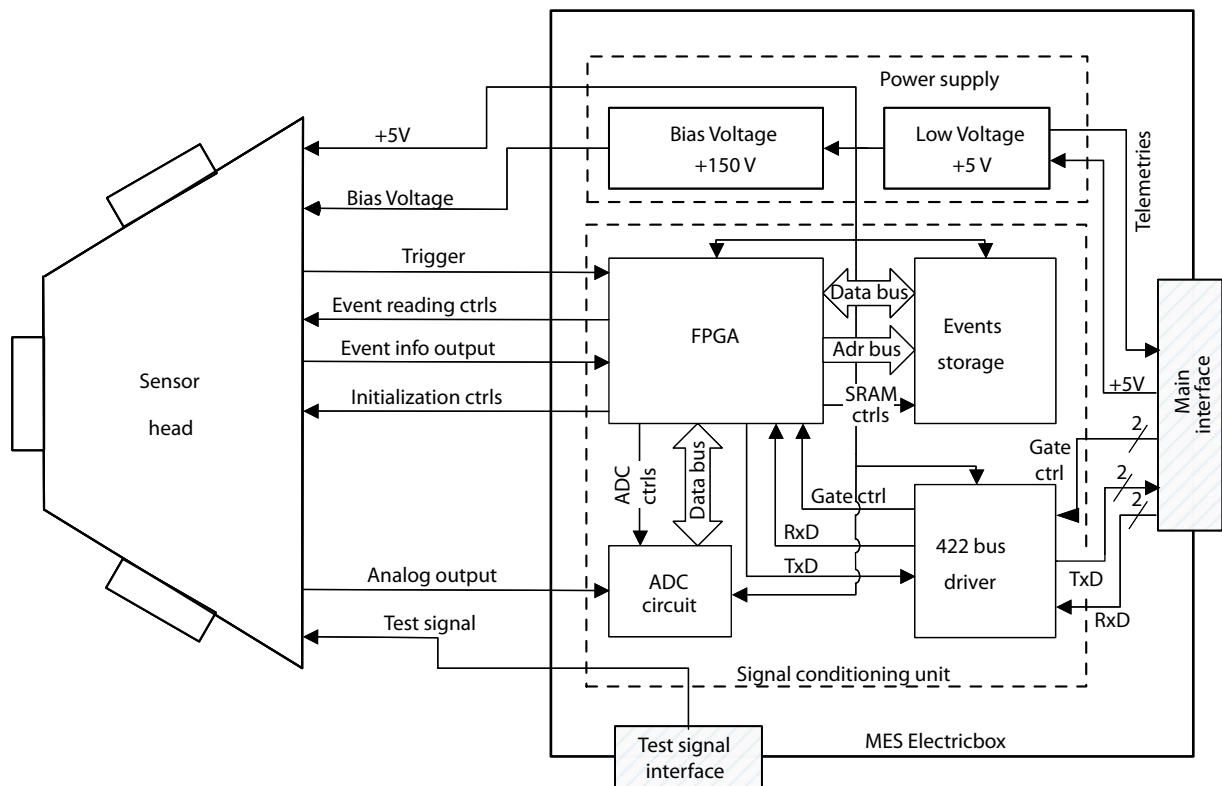 Power supply
+5V
Bias Voltage
+150 V
Low Voltage
+5 V
Telemetries
Bias Voltage
Trigger
Event reading ctrls
Event info output
Initialization ctrls
Sensor
head
FPGA
Data bus
Adr bus
SRAM
ctrls
Events
storage
+5V
Main
interface
2
Gate
ctrl
2
2
ADC
ctrls
Data bus
Gate ctrl
RxD
TxD
422 bus
driver
TxD
RxD
Analog output
ADC
circuit
Test signal
Signal conditioning unit
Test signal
interface
MES Electricbox